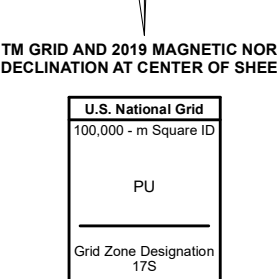 TM GRID AND 2019 MAGNETIC NOR
DECLINATION AT CENTER OF SHEE
U.S. National Grid
100,000 - m Square ID
PU
Grid Zone Designation
17S